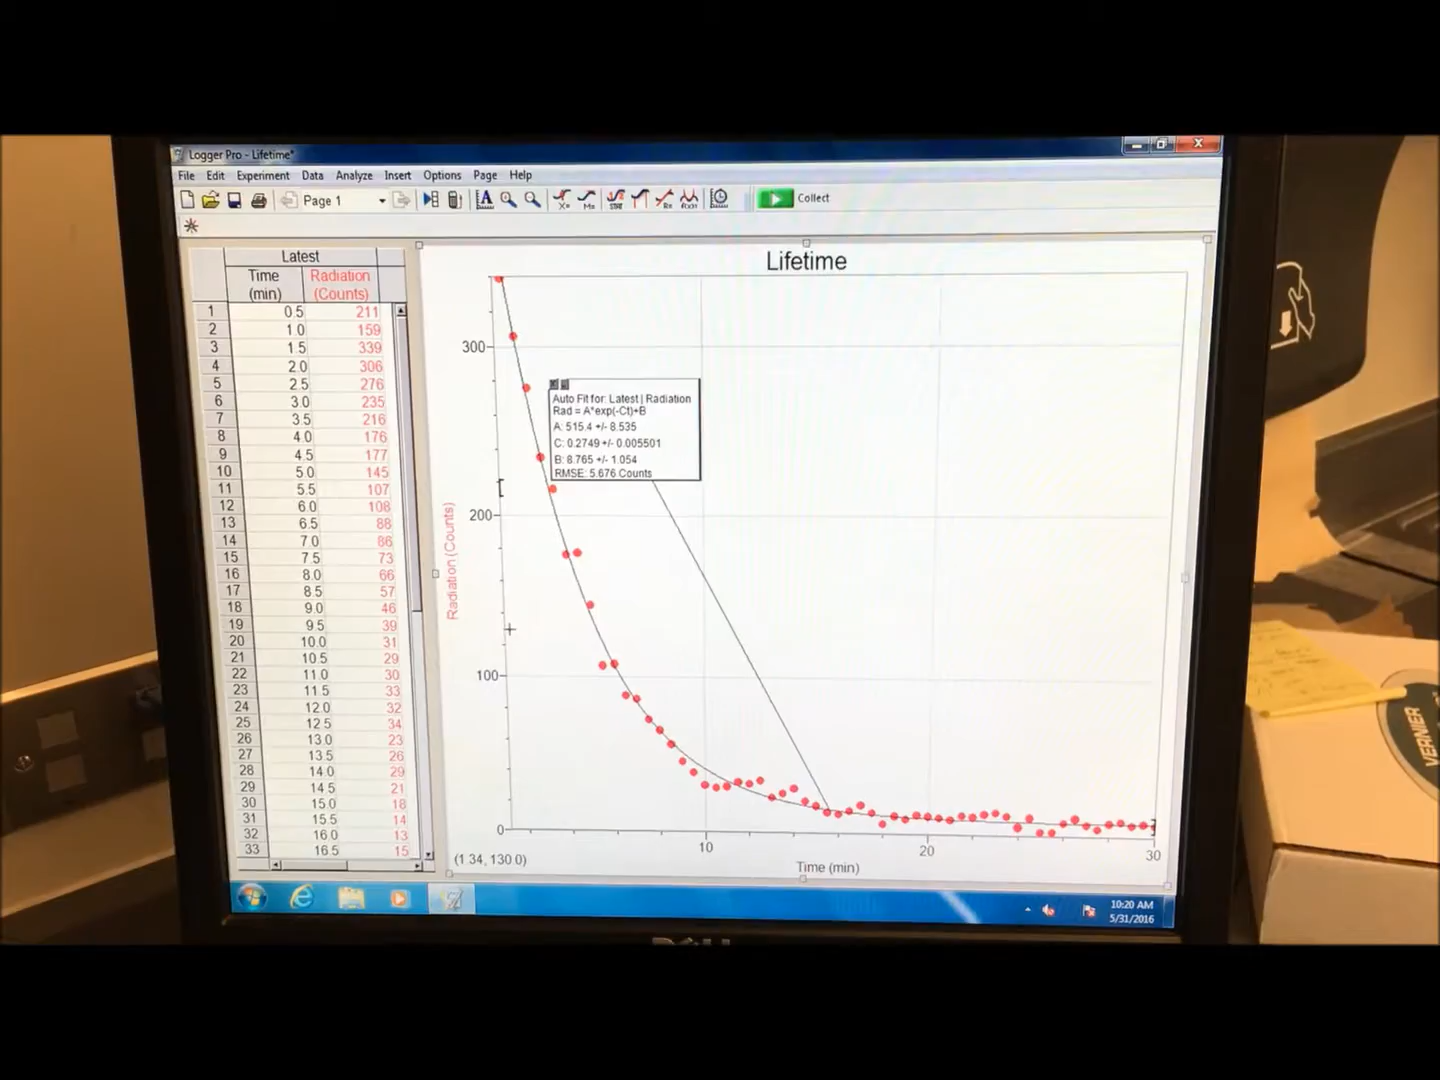 Logger Pro - Lifetime*
File Edit Experiment Data Analyze Insert Options Page Help
Page 1 Collect
Latest
Time (min) Radiation (Counts)
1 0.5 211
2 1.0 159
3 1.5 339
4 2.0 306
5 2.5 276
6 3.0 235
7 3.5 216
8 4.0 176
9 4.5 177
10 5.0 145
11 5.5 107
12 6.0 108
13 6.5 88
14 7.0 86
15 7.5 73
16 8.0 66
17 8.5 57
18 9.0 46
19 9.5 39
20 10.0 31
21 10.5 29
22 11.0 30
23 11.5 33
24 12.0 32
25 12.5 34
26 13.0 23
27 13.5 26
28 14.0 29
29 14.5 21
30 15.0 18
31 15.5 14
32 16.0 13
33 16.5 15
Lifetime
300
200
100
0
Radiation (Counts)
Auto Fit for: Latest | Radiation
Rad = A*exp(-Ct)+B
A: 515.4 +/- 8.535
C: 0.2749 +/- 0.005501
B: 8.765 +/- 1.054
RMSE: 5.676 Counts
10 20 30
(1.34, 130.0)
Time (min)
10:20 AM
5/31/2016
DELL
VERNIER